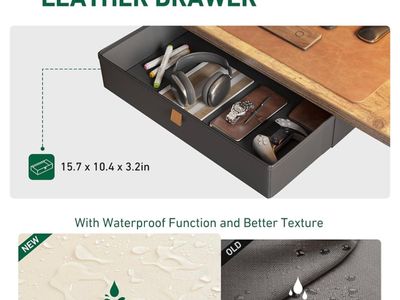 LEATHER DRAWER
15.7 x 10.4 x 3.2in
With Waterproof Function and Better Texture
NEW
OLD